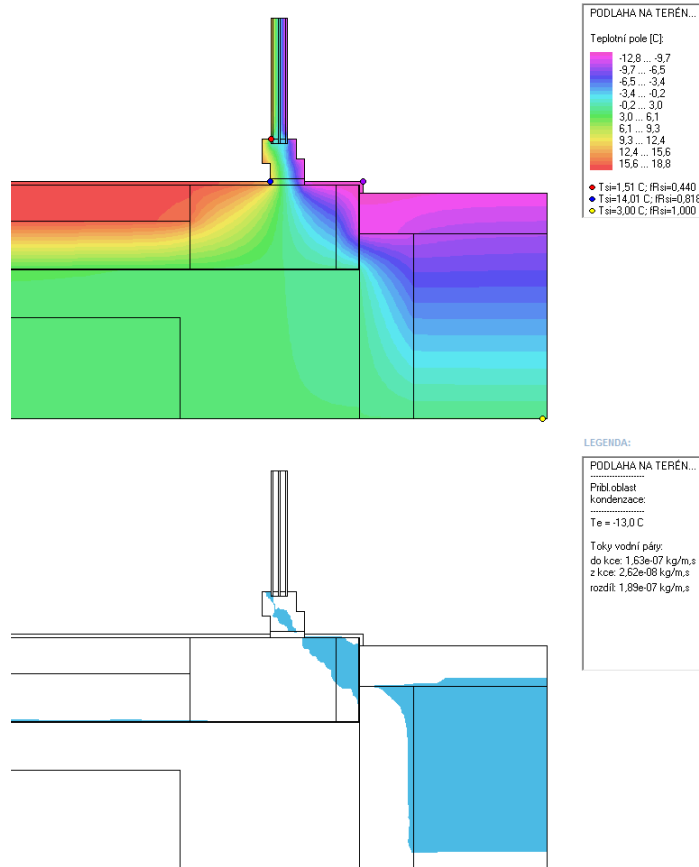 PODLAHA NA TERÉN...
Teplotní pole [C]:
-12,8 ... -9,7
-9,7 ... -6,5
-6,5 ... -3,4
-3,4 ... -0,2
-0,2 ... 3,0
3,0 ... 6,1
6,1 ... 9,3
9,3 ... 12,4
12,4 ... 15,6
15,6 ... 18,8
Tsi=1,51 C; fRsi=0,440
Tsi=14,01 C; fRsi=0,818
Tsi=3,00 C; fRsi=1,000
LEGENDA:
PODLAHA NA TERÉN...
--------------------
Pribl.oblast
kondenzace:
--------------------
Te = -13,0 C
Toky vodní páry:
do kce: 1,63e-07 kg/m,s
z kce: 2,62e-08 kg/m,s
rozdíl: 1,89e-07 kg/m,s